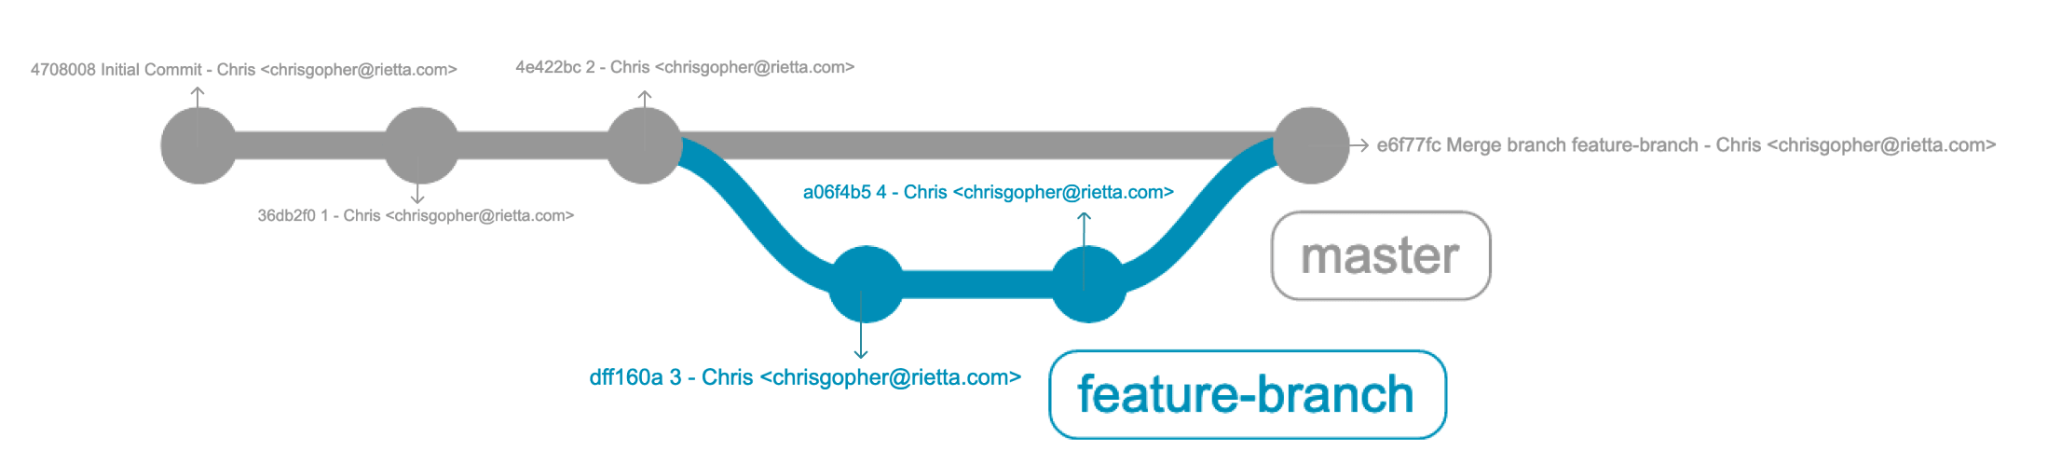 4708008 Initial Commit - Chris <chrisgopher@rietta.com>
4e422bc 2 - Chris <chrisgopher@rietta.com>
e6f77fc Merge branch feature-branch - Chris <chrisgopher@rietta.com>
a06f4b5 4 - Chris <chrisgopher@rietta.com>
36db2f0 1 - Chris <chrisgopher@rietta.com>
master
dff160a 3 - Chris <chrisgopher@rietta.com>
feature-branch